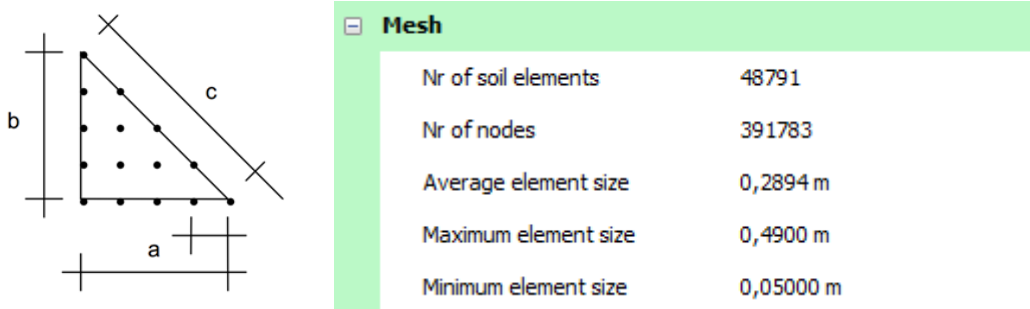 b
c
a
Mesh
Nr of soil elements 48791
Nr of nodes 391783
Average element size 0,2894 m
Maximum element size 0,4900 m
Minimum element size 0,05000 m